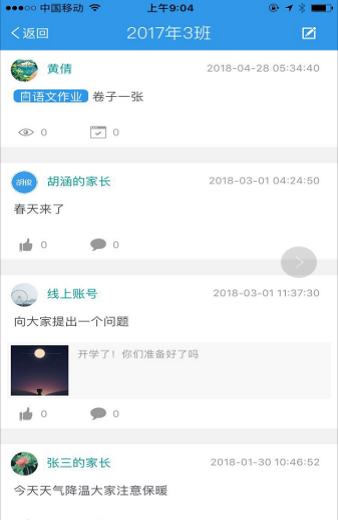 中国移动 上午9:04
返回 2017年3班
黄倩 2018-04-28 05:34:40
语文作业 卷子一张
0 0
胡涵的家长 2018-03-01 04:24:50
春天来了
0 0
线上账号 2018-03-01 11:37:30
向大家提出一个问题
开学了！你们准备好了吗
0 0
张三的家长 2018-01-30 10:46:52
今天天气降温大家注意保暖